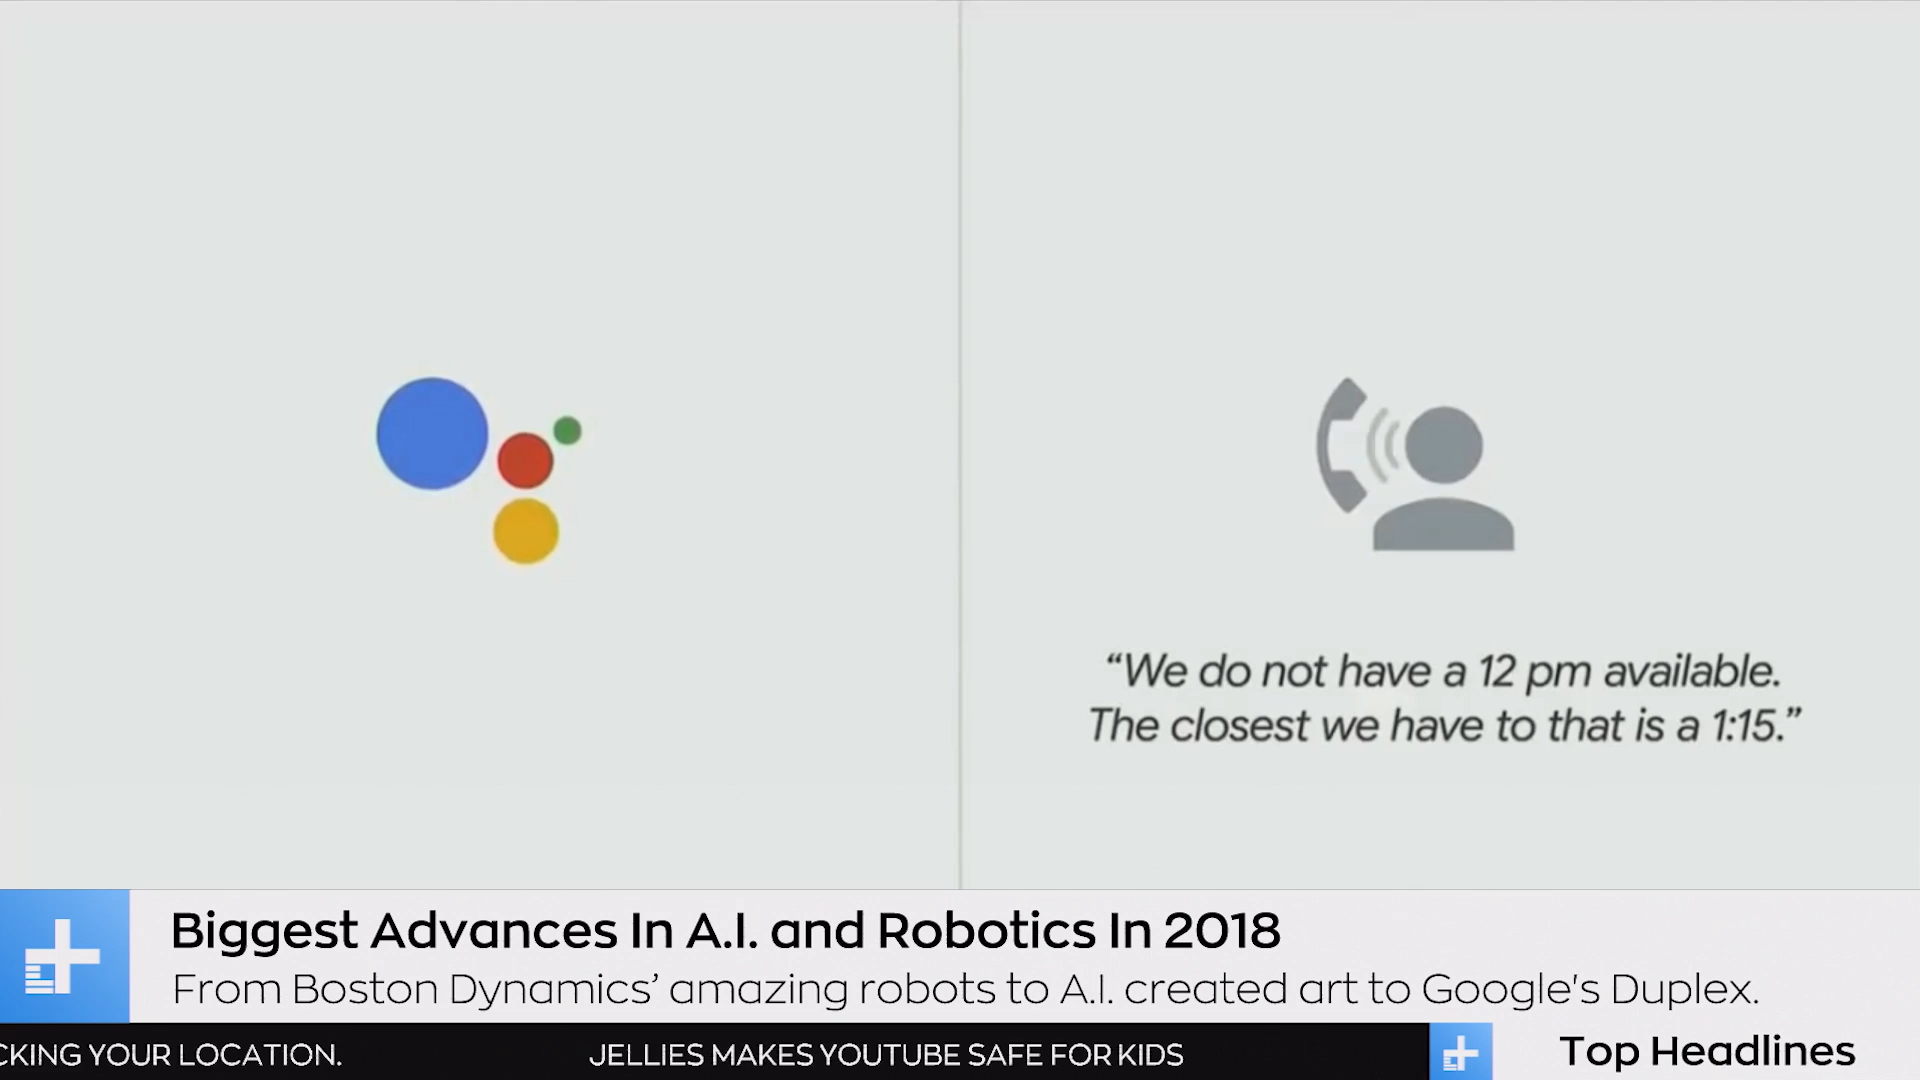 “We do not have a 12 pm available.
The closest we have to that is a 1:15.”
Biggest Advances In A.I. and Robotics In 2018
From Boston Dynamics’ amazing robots to A.I. created art to Google's Duplex.
CKING YOUR LOCATION.
JELLIES MAKES YOUTUBE SAFE FOR KIDS
Top Headlines